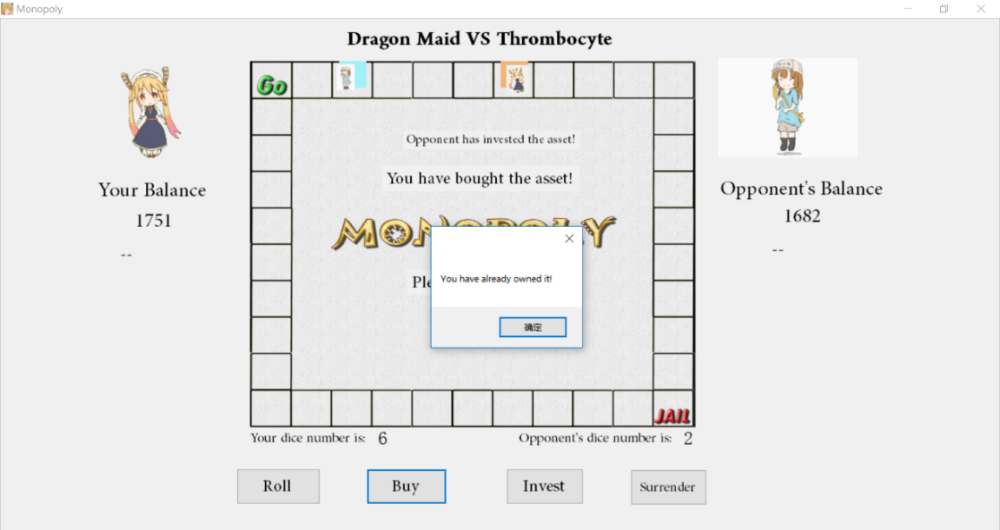 Monopoly
Dragon Maid VS Thrombocyte
Go
Opponent has invested the asset!
You have bought the asset!
Your Balance
1751
--
Opponent's Balance
1682
--
You have already owned it!
确定
JAIL
Your dice number is: 6
Opponent's dice number is: 2
Roll
Buy
Invest
Surrender